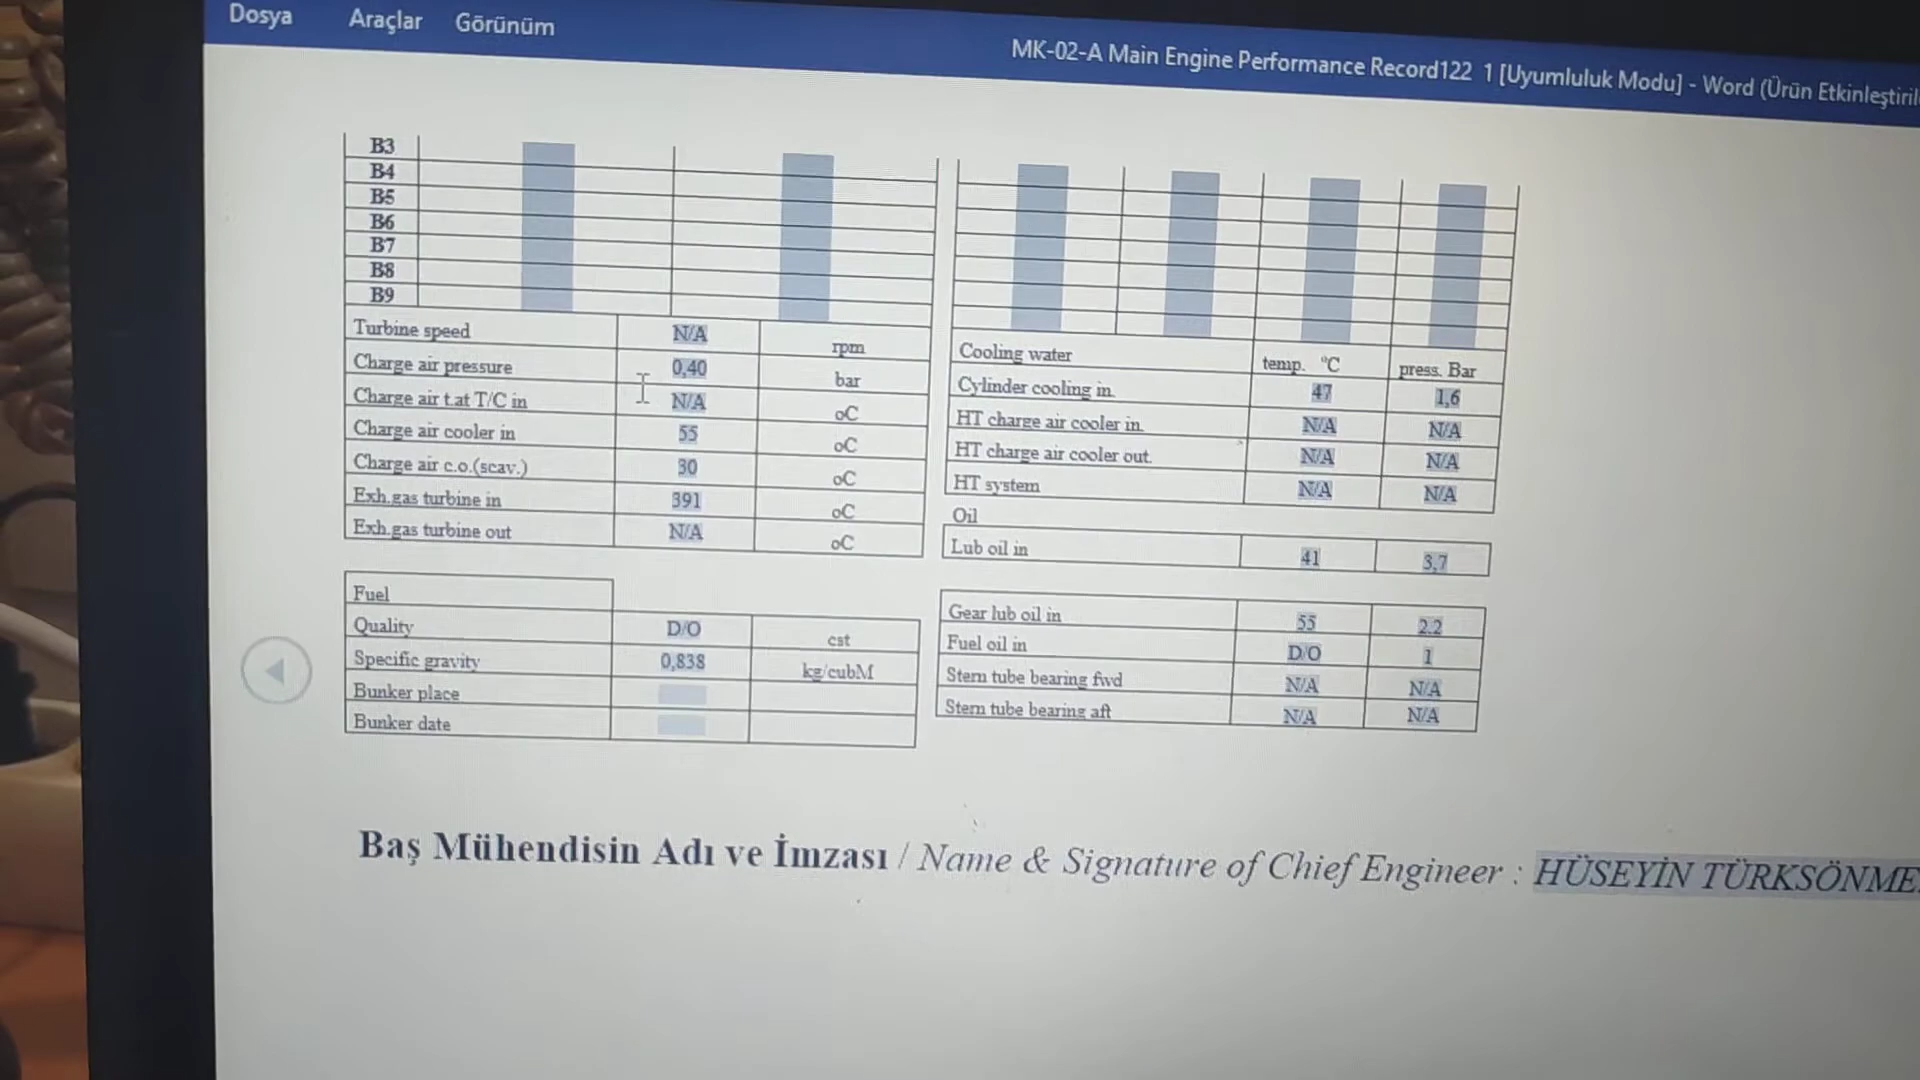 Dosya Araçlar Görünüm
MK-02-A Main Engine Performance Record122 1 [Uyumluluk Modu] - Word (Ürün Etkinleştiril
B3
B4
B5
B6
B7
B8
B9
Turbine speed N/A rpm
Charge air pressure 0,40 bar
Charge air t.at T/C in N/A oC
Charge air cooler in 55 oC
Charge air c.o.(scav.) 30 oC
Exh.gas turbine in 391 oC
Exh.gas turbine out N/A oC
Cooling water temp. °C press. Bar
Cylinder cooling in 47 1,6
HT charge air cooler in N/A N/A
HT charge air cooler out N/A N/A
HT system N/A N/A
Oil
Lub oil in 41 3,7
Fuel
Quality D/O cst
Specific gravity 0,838 kg/cubM
Bunker place
Bunker date
Gear lub oil in 55 2.2
Fuel oil in D/O 1
Stern tube bearing fwd N/A N/A
Stern tube bearing aft N/A N/A
Baş Mühendisin Adı ve İmzası / Name & Signature of Chief Engineer : HÜSEYİN TÜRKSÖNME